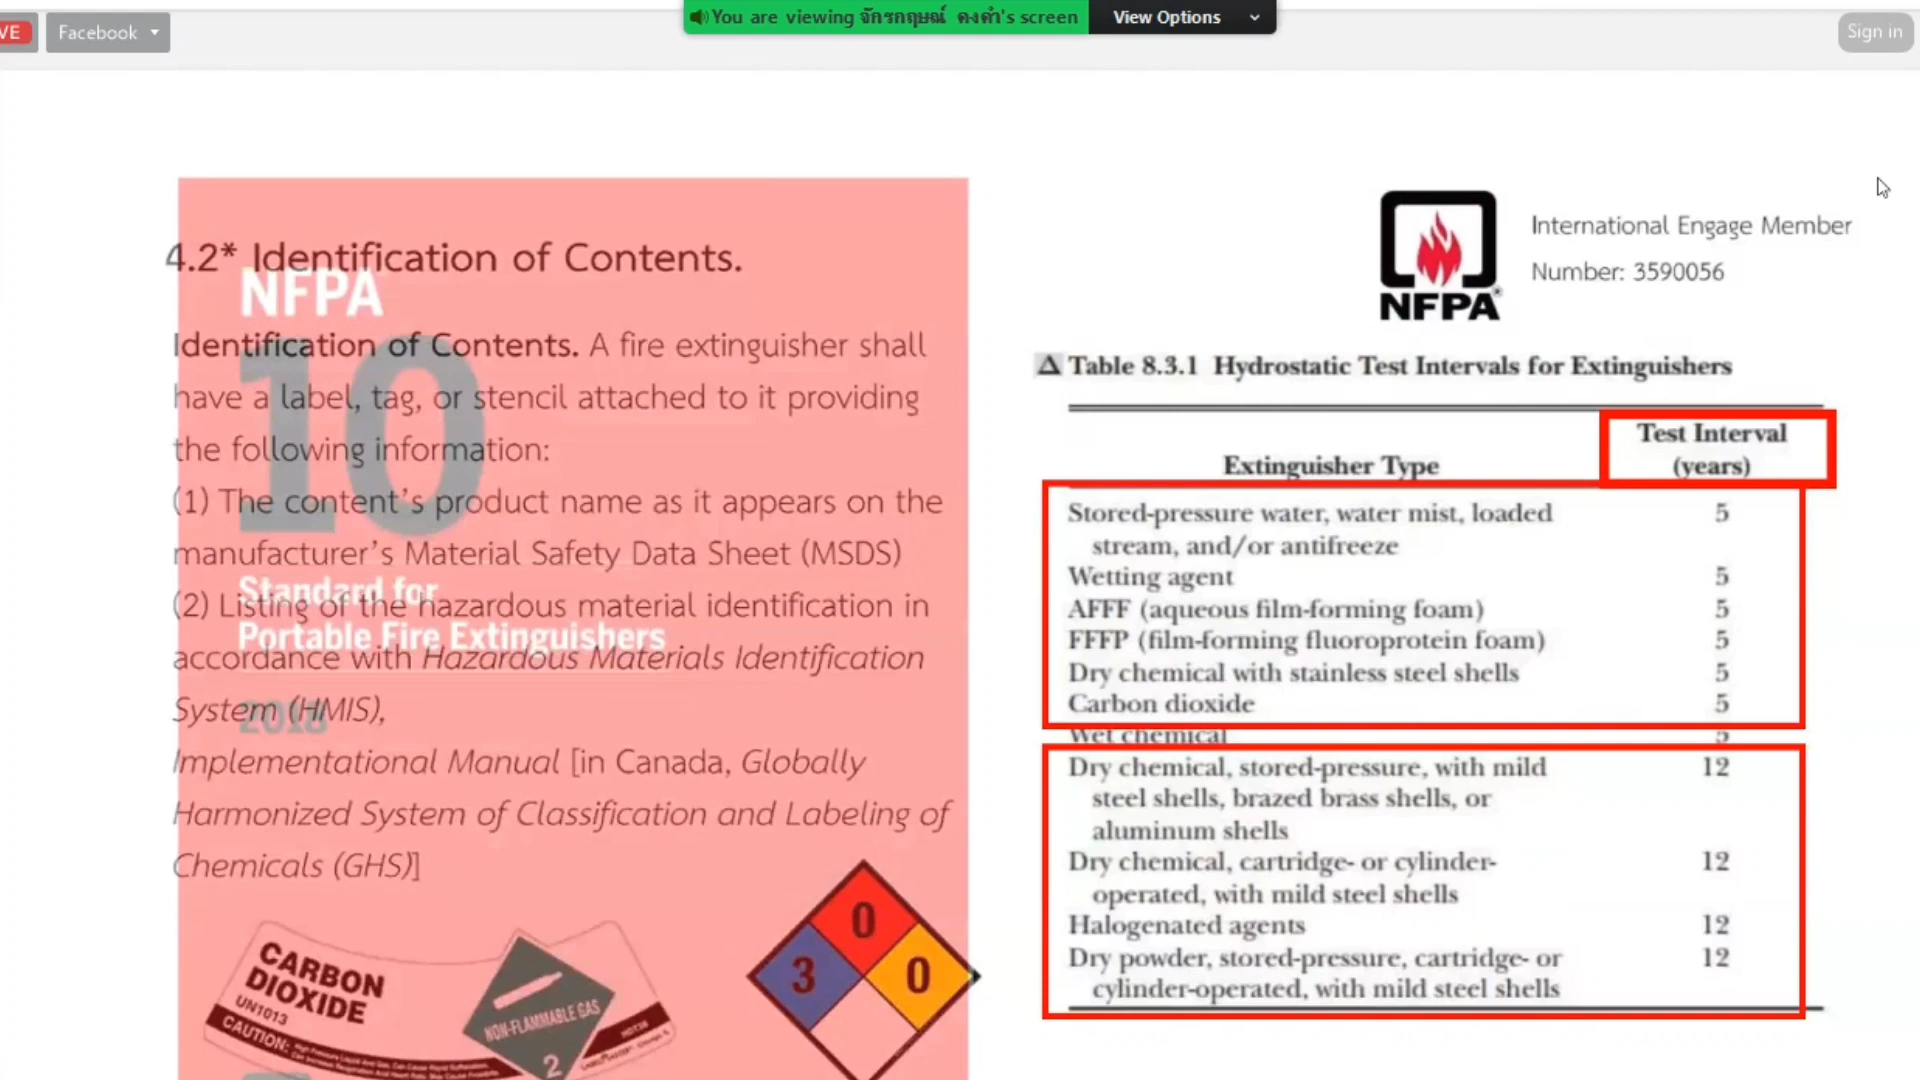 VE
Facebook
You are viewing จักรกฤษณ์ คงคำ's screen
View Options
Sign in
4.2* Identification of Contents.
NFPA
10
Standard for
Portable Fire Extinguishers
2018
Identification of Contents. A fire extinguisher shall
have a label, tag, or stencil attached to it providing
the following information:
(1) The content's product name as it appears on the
manufacturer's Material Safety Data Sheet (MSDS)
(2) Listing of the hazardous material identification in
accordance with Hazardous Materials Identification
System (HMIS),
Implementational Manual [in Canada, Globally
Harmonized System of Classification and Labeling of
Chemicals (GHS)]
CARBON
DIOXIDE
UN1013
CAUTION:
NON-FLAMMABLE GAS
2
0
3
0
NFPA
International Engage Member
Number: 3590056
Δ Table 8.3.1 Hydrostatic Test Intervals for Extinguishers
Test Interval
Extinguisher Type (years)
Stored-pressure water, water mist, loaded 5
stream, and/or antifreeze
Wetting agent 5
AFFF (aqueous film-forming foam) 5
FFFP (film-forming fluoroprotein foam) 5
Dry chemical with stainless steel shells 5
Carbon dioxide 5
Wet chemical 5
Dry chemical, stored-pressure, with mild 12
steel shells, brazed brass shells, or
aluminum shells
Dry chemical, cartridge- or cylinder- 12
operated, with mild steel shells
Halogenated agents 12
Dry powder, stored-pressure, cartridge- or 12
cylinder-operated, with mild steel shells